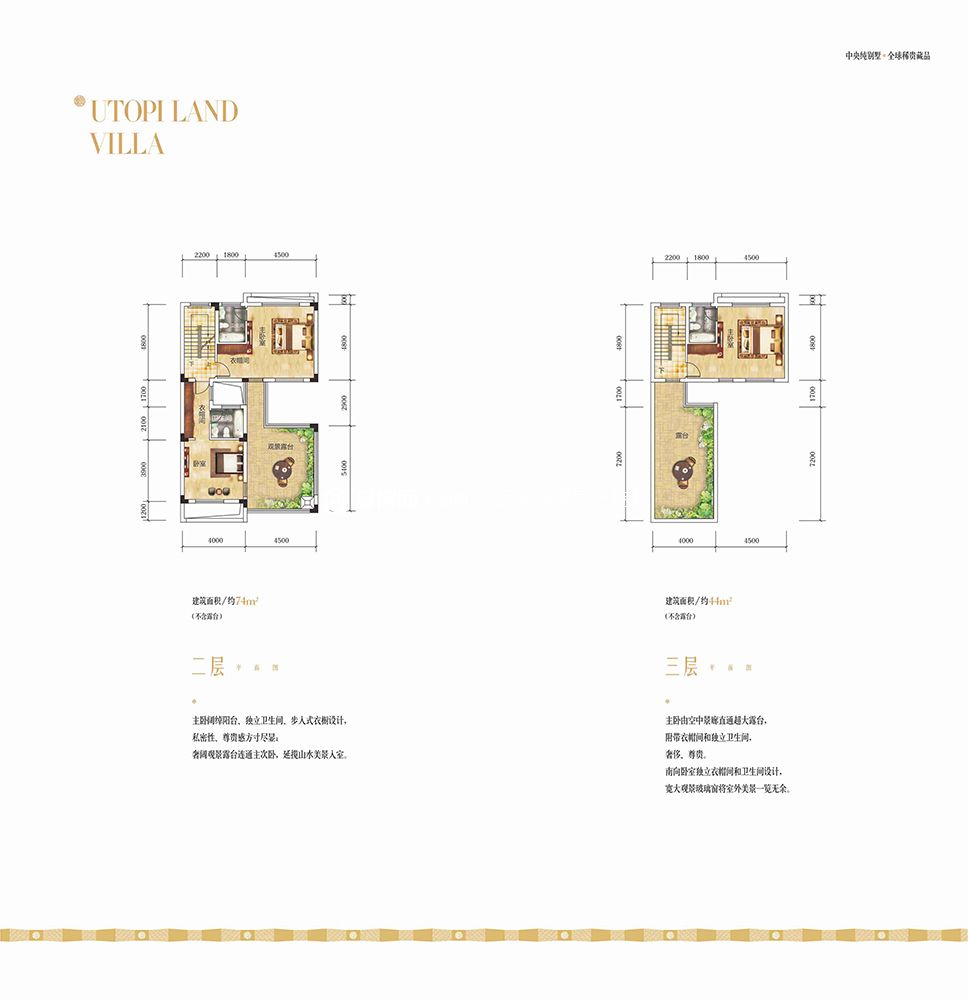 中央纯别墅·全球稀贵藏品
UTOPI LAND
VILLA
2200 1800 4500
600
4800
4800
主卧室
衣帽间
下
1700
2900
衣帽间
2100
观景露台
3900
卧室
5400
1200
4000 4500
建筑面积/约74m²
(不含露台)
二层 平面图
主卧阔绰阳台、独立卫生间、步入式衣橱设计,
私密性、尊贵感方寸尽显;
奢阔观景露台连通主次卧,延揽山水美景入室。
2200 1800 4500
600
4800
4800
主卧室
下
1700
露台
7200
7200
4000 4500
建筑面积/约44m²
(不含露台)
三层 平面图
主卧由空中景廊直通超大露台,
附带衣帽间和独立卫生间,
奢侈、尊贵。
南向卧室独立衣帽间和卫生间设计,
宽大观景玻璃窗将室外美景一览无余。